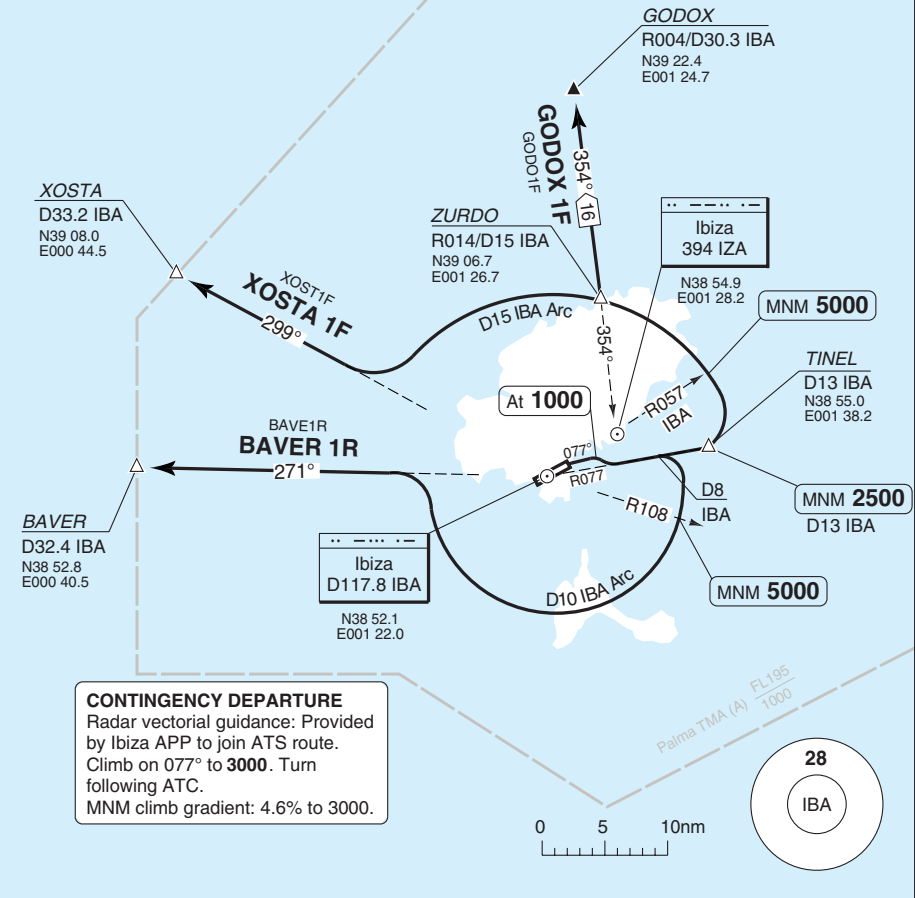 GODOX
R004/D30.3 IBA
N39 22.4
E001 24.7
GODOX 1F
GODO1F
354°
16
XOSTA
D33.2 IBA
N39 08.0
E000 44.5
ZURDO
R014/D15 IBA
N39 06.7
E001 26.7
Ibiza
394 IZA
N38 54.9
E001 28.2
XOST1F
XOSTA 1F
299°
D15 IBA Arc
354°
MNM 5000
TINEL
D13 IBA
N38 55.0
E001 38.2
At 1000
R057
IBA
BAVE1R
BAVER 1R
271°
077°
R077
D8
IBA
MNM 2500
D13 IBA
R108
BAVER
D32.4 IBA
N38 52.8
E000 40.5
Ibiza
D117.8 IBA
N38 52.1
E001 22.0
D10 IBA Arc
MNM 5000
CONTINGENCY DEPARTURE
Radar vectorial guidance: Provided
by Ibiza APP to join ATS route.
Climb on 077° to 3000. Turn
following ATC.
MNM climb gradient: 4.6% to 3000.
Palma TMA (A) FL195
1000
28
IBA
0 5 10nm